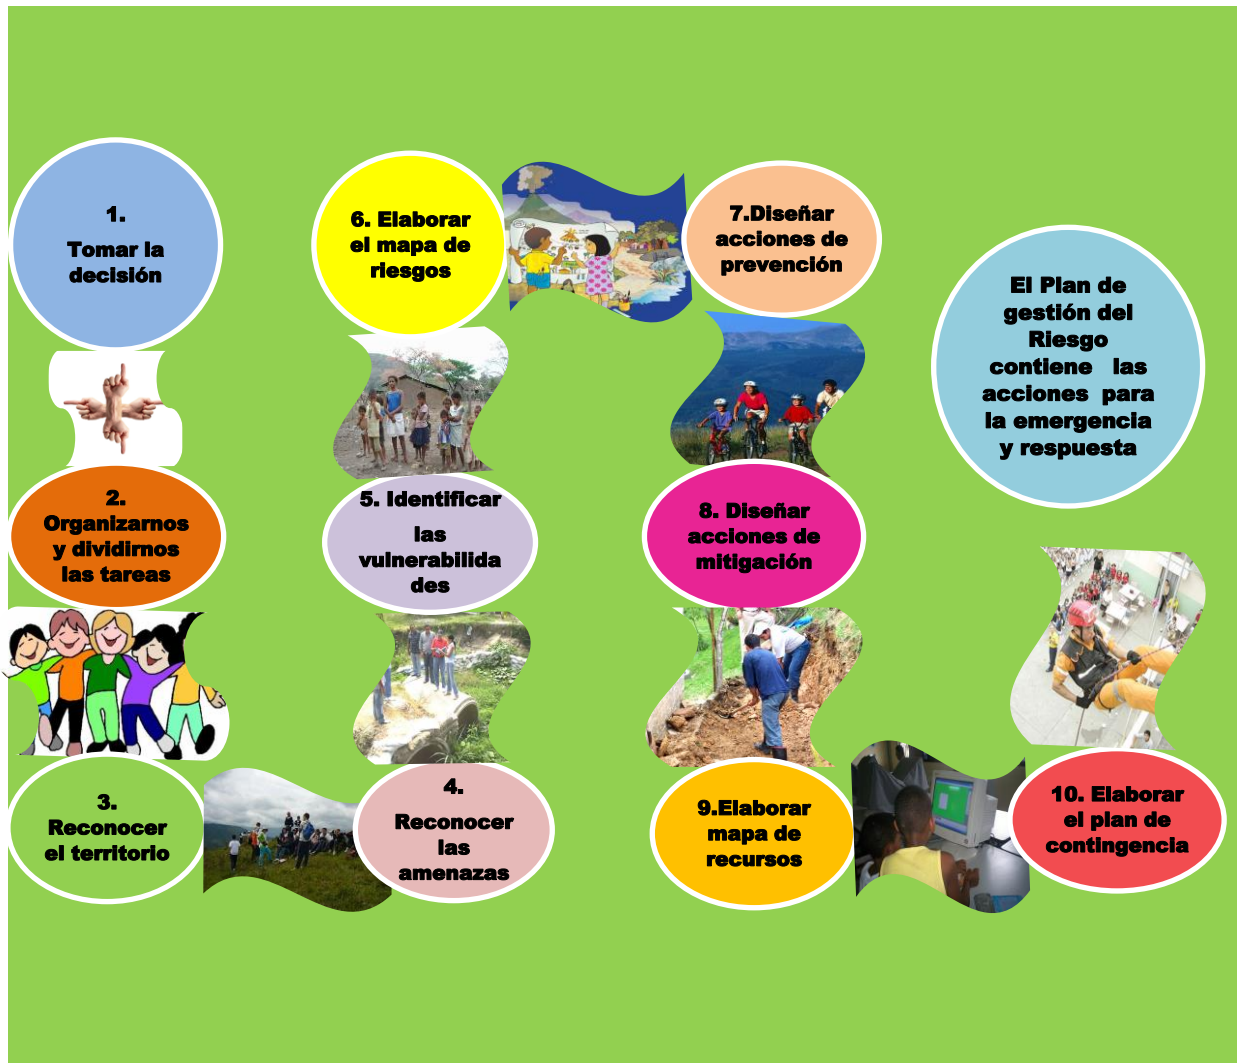 1.
Tomar la
decisión
2.
Organizarnos
y dividirnos
las tareas
3.
Reconocer
el territorio
4.
Reconocer
las
amenazas
5. Identificar
las
vulnerabilida
des
6. Elaborar
el mapa de
riesgos
7.Diseñar
acciones de
prevención
8. Diseñar
acciones de
mitigación
9.Elaborar
mapa de
recursos
10. Elaborar
el plan de
contingencia
El Plan de
gestión del
Riesgo
contiene las
acciones para
la emergencia
y respuesta